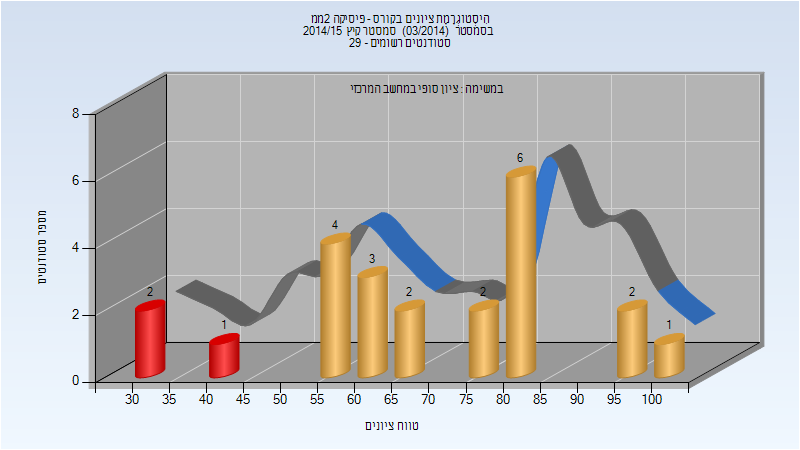 היסטוגרמת ציונים בקורס - פיסיקה 2ממ
בסמסטר (03/2014) סמסטר קיץ 2014/15
סטודנטים רשומים - 29
במשימה : ציון סופי במחשב המרכזי
מספר סטודנטים
8
6
4
2
0
2
1
4
3
2
2
6
2
1
30 35 40 45 50 55 60 65 70 75 80 85 90 95 100
טווח ציונים